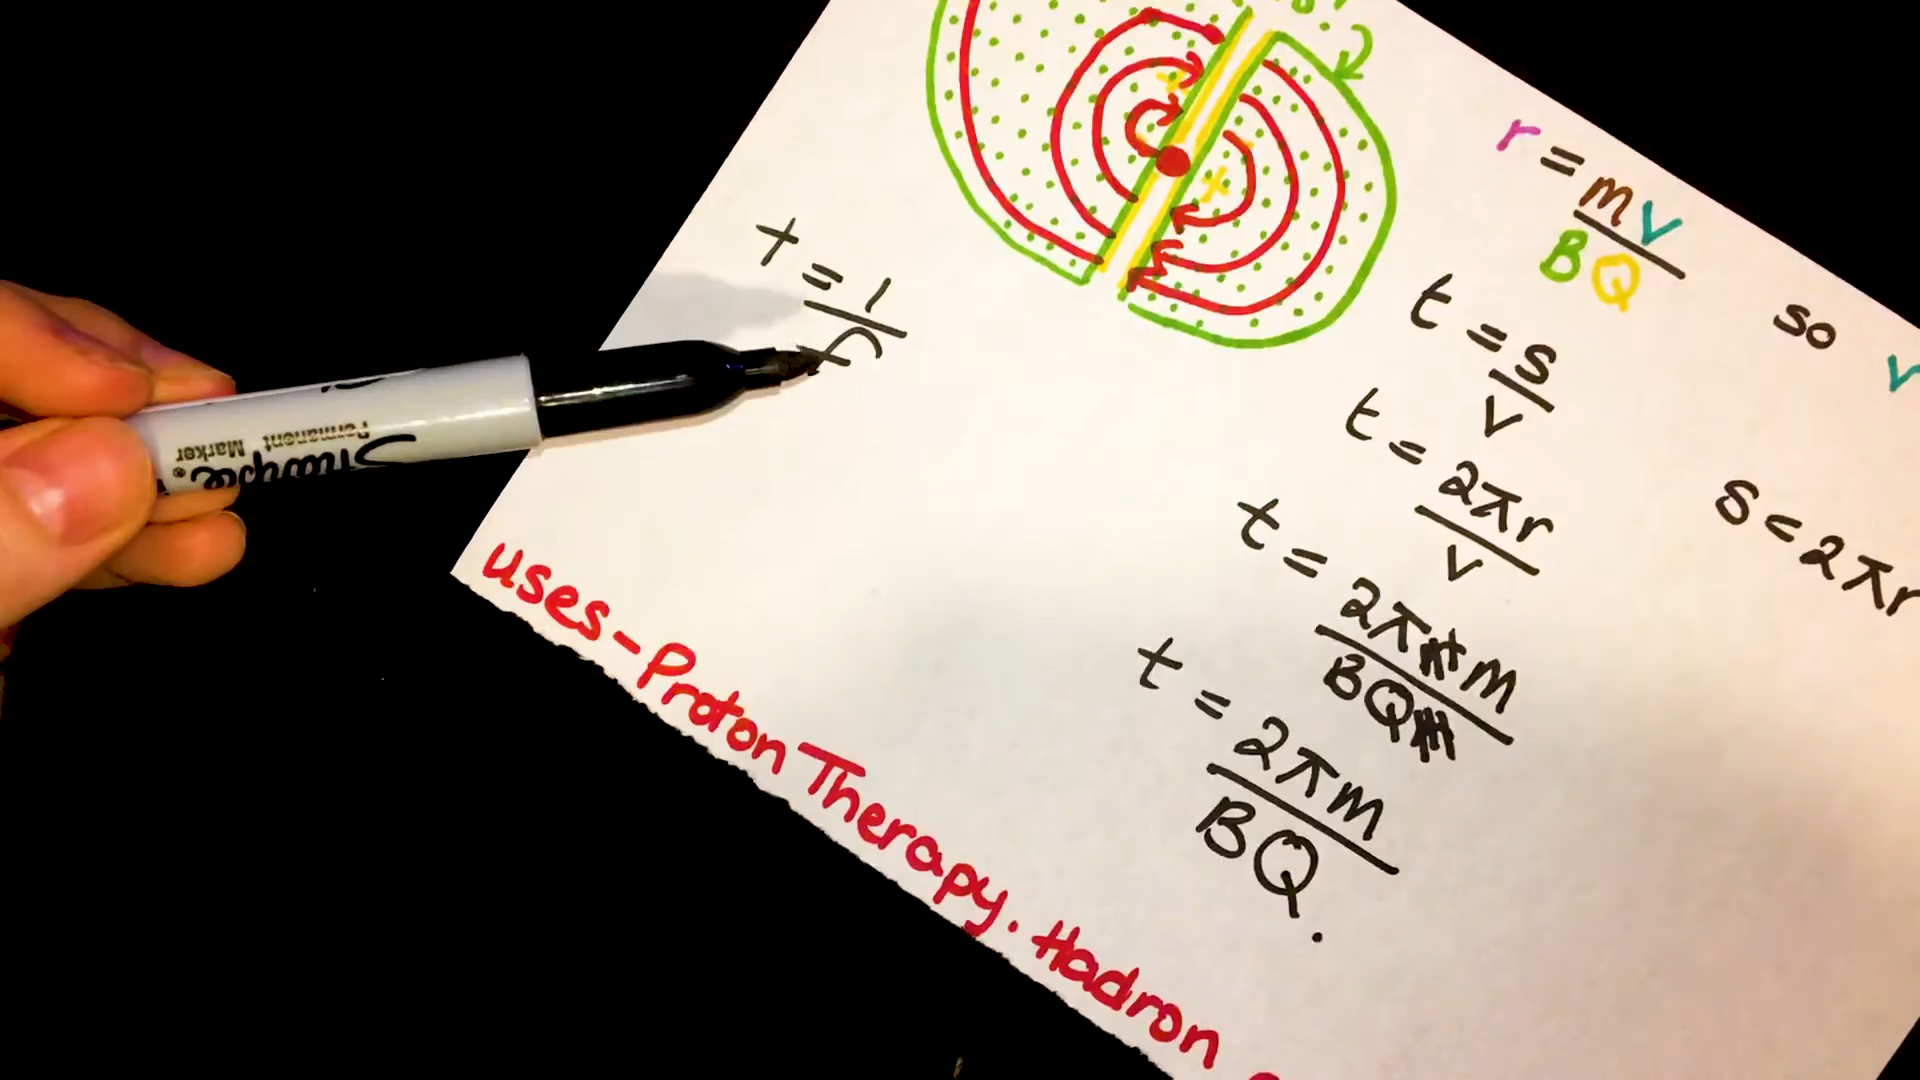 r = mv
BQ
so v
t = s
v
t = 2πr
v
s = 2πr
t = 2πm
BQ
t = 2πm
BQ.
t = 1
f
uses - Proton Therapy. Hadron
Sharpie®
Permanent
Marker